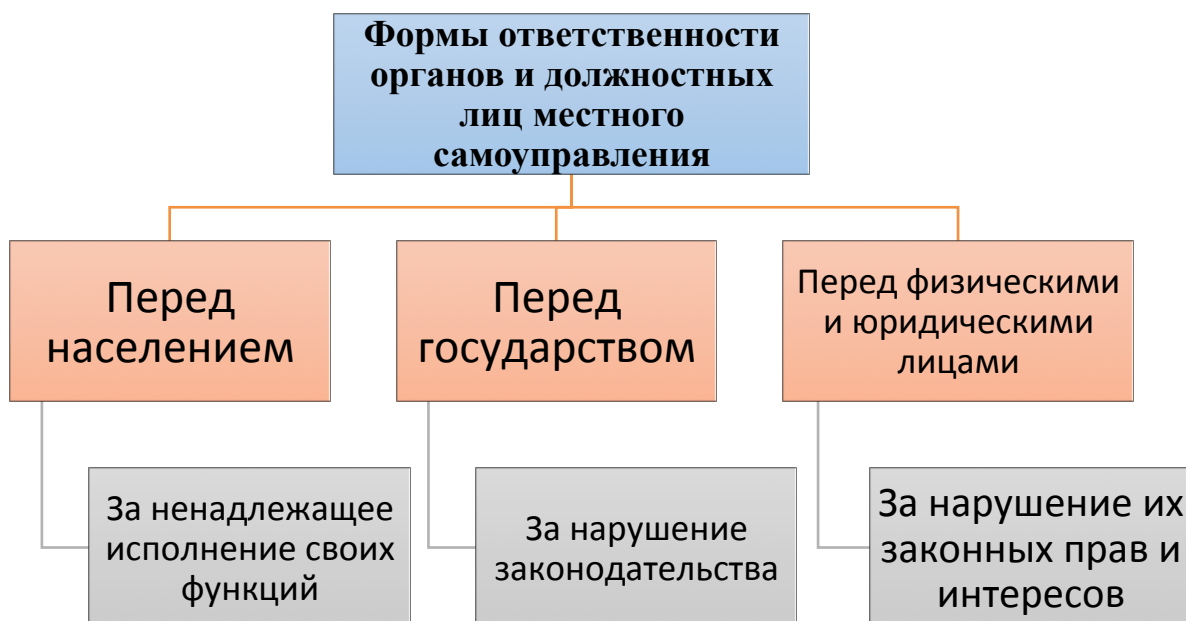 Формы ответственности
органов и должностных
лиц местного
самоуправления
Перед
населением
Перед
государством
Перед физическими
и юридическими
лицами
За ненадлежащее
исполнение своих
функций
За нарушение
законодательства
За нарушение их
законных прав и
интересов